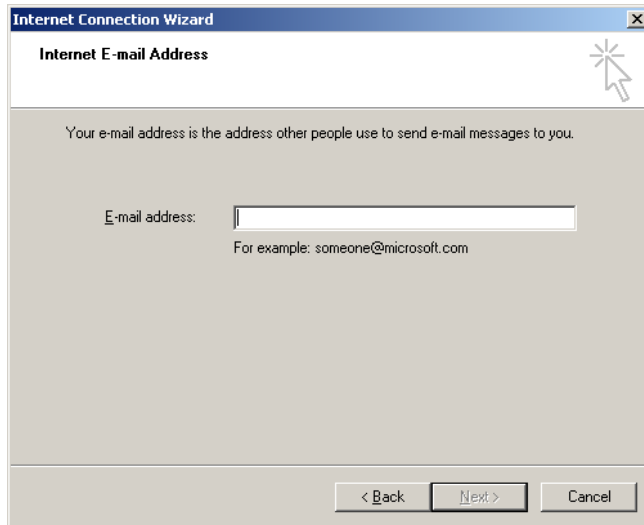 Internet Connection Wizard
Internet E-mail Address
Your e-mail address is the address other people use to send e-mail messages to you.
E-mail address:
For example: someone@microsoft.com
< Back Next > Cancel